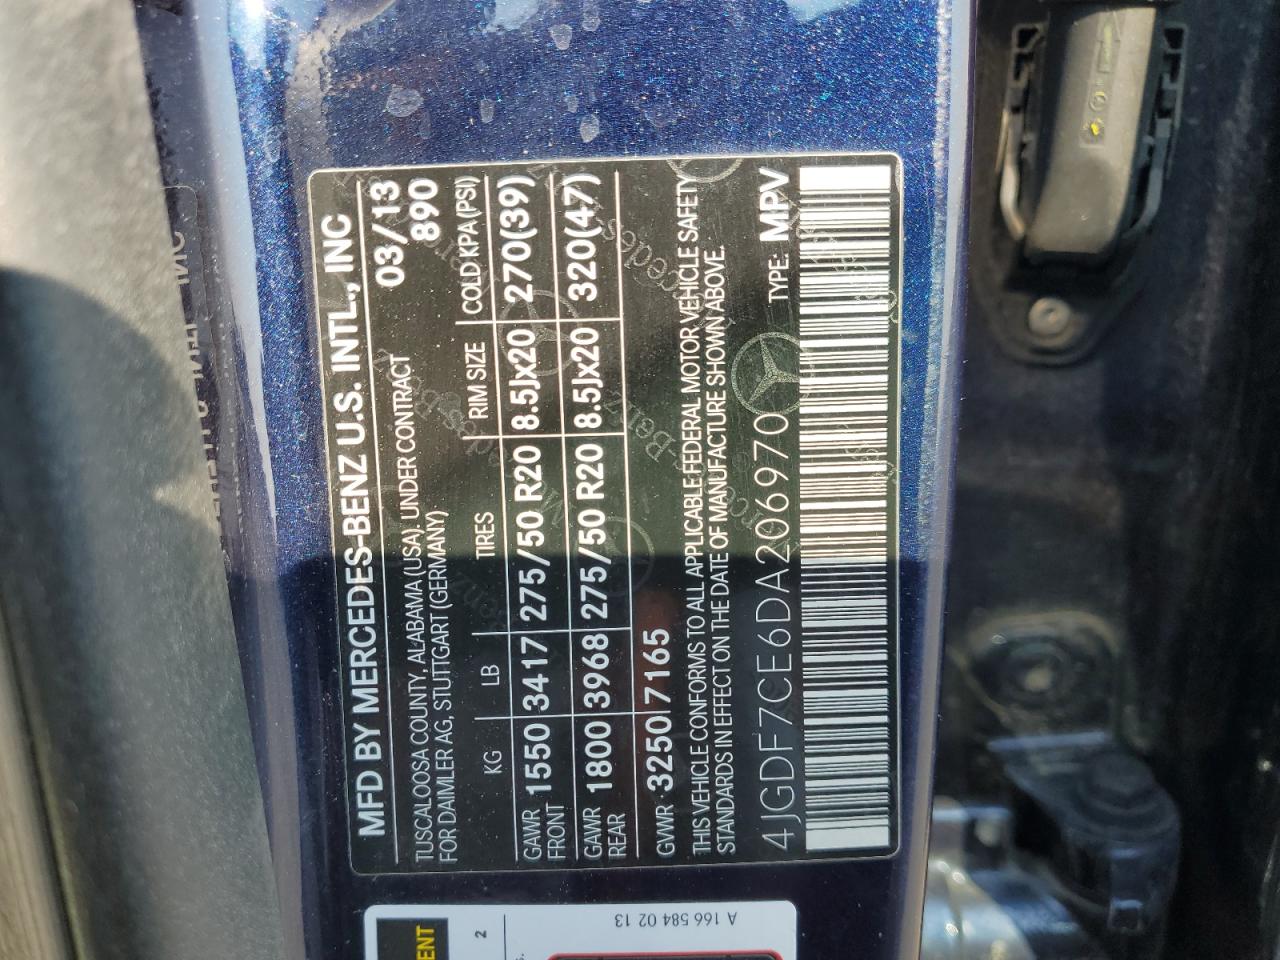 MFD BY MERCEDES-BENZ U.S. INTL., INC
03/13
TUSCALOOSA COUNTY, ALABAMA (USA). UNDER CONTRACT 890
FOR DAIMLER AG, STUTTGART (GERMANY)
KG LB TIRES RIM SIZE COLD KPA (PSI)
GAWR FRONT 1550 3417 275/50 R20 8.5Jx20 270(39)
GAWR REAR 1800 3968 275/50 R20 8.5Jx20 320(47)
GVWR 3250 7165
THIS VEHICLE CONFORMS TO ALL APPLICABLE FEDERAL MOTOR VEHICLE SAFETY
STANDARDS IN EFFECT ON THE DATE OF MANUFACTURE SHOWN ABOVE.
4JGDF7CE6DA206970 TYPE: MPV
A 166 584 02 13
2